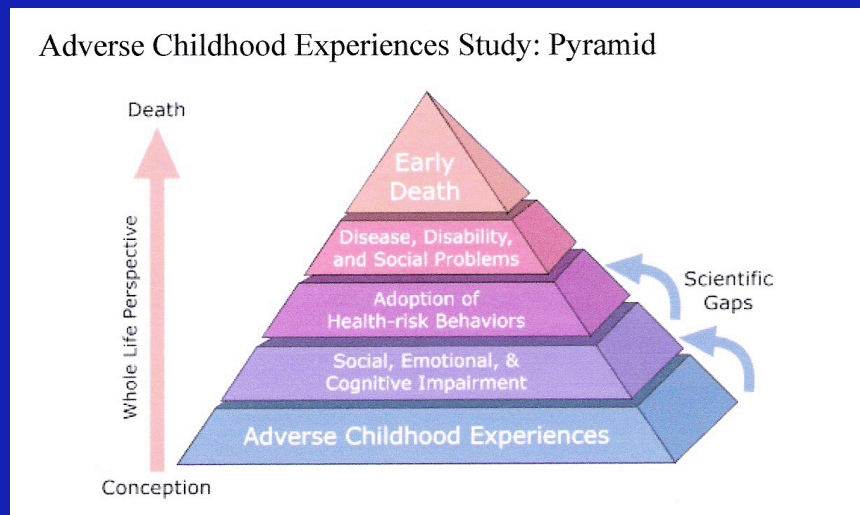 Adverse Childhood Experiences Study: Pyramid
Death
Early
Death
Disease, Disability,
and Social Problems
Adoption of
Health-risk Behaviors
Social, Emotional, &
Cognitive Impairment
Adverse Childhood Experiences
Scientific
Gaps
Whole Life Perspective
Conception